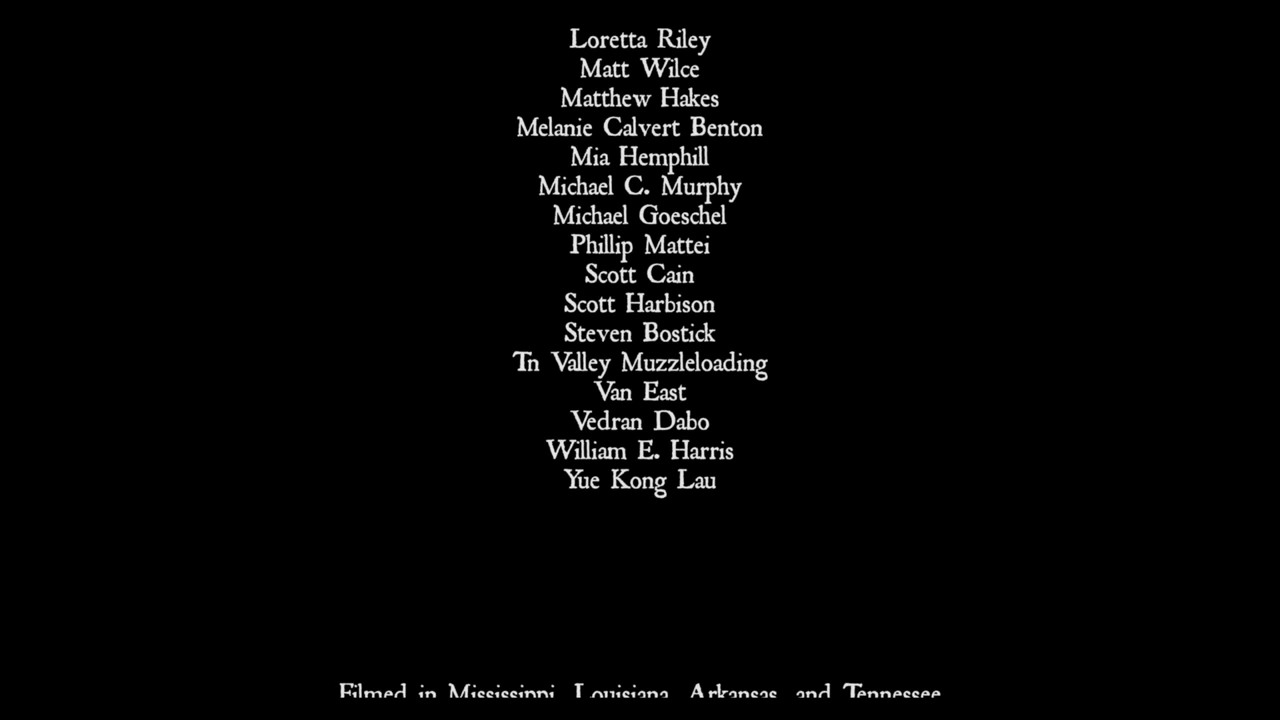 Loretta Riley
Matt Wilce
Matthew Hakes
Melanie Calvert Benton
Mia Hemphill
Michael C. Murphy
Michael Goeschel
Phillip Mattei
Scott Cain
Scott Harbison
Steven Bostick
Tn Valley Muzzleloading
Van East
Vedran Dabo
William E. Harris
Yue Kong Lau
Filmed in Mississippi, Louisiana, Arkansas, and Tennessee